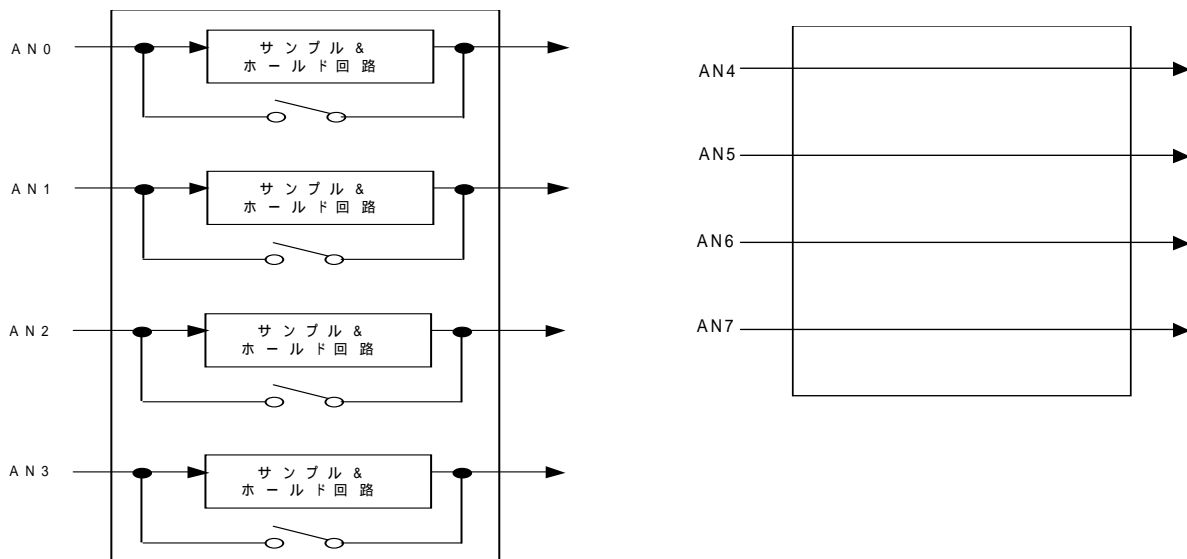 AN0
サンプル &
ホールド回路
AN1
サンプル &
ホールド回路
AN2
サンプル &
ホールド回路
AN3
サンプル &
ホールド回路
AN4
AN5
AN6
AN7